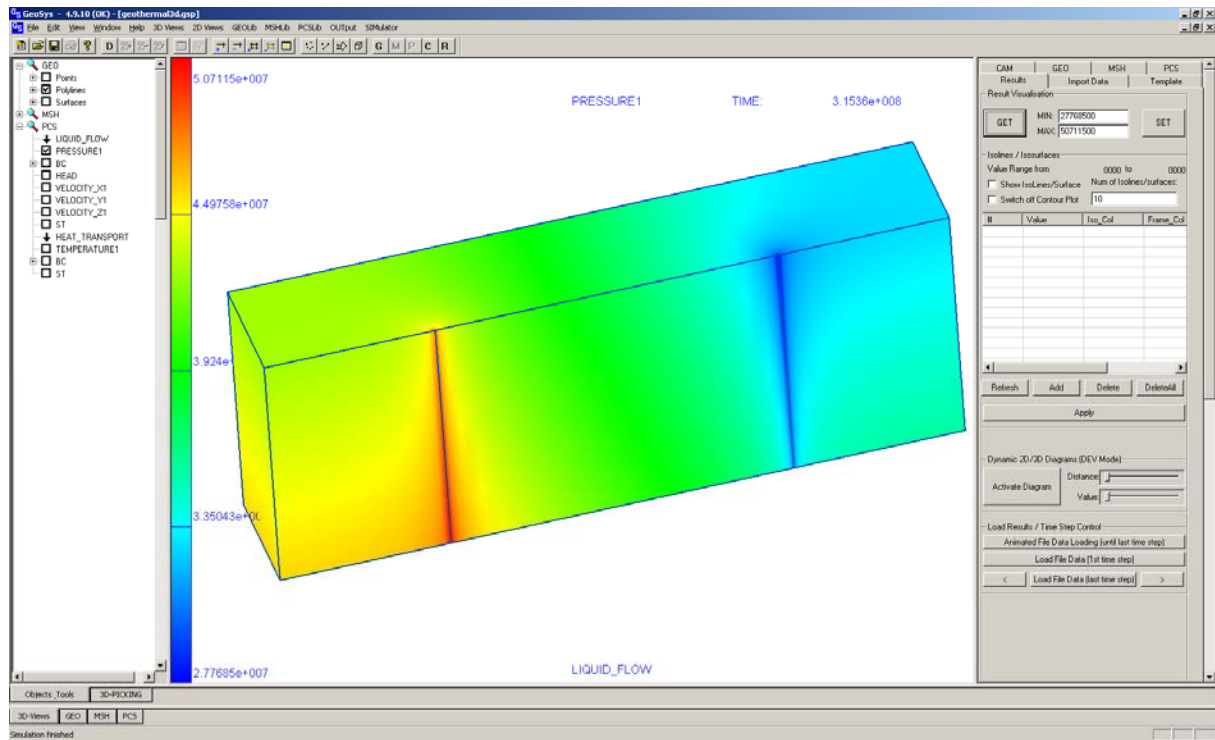 GeoSys - 4.9.10 (OK) - [geothermal3d.gsp]
File Edit View Window Help 3D Views 2D Views GEOLib MSHLib PCSLib OUTput SIMulator
D G M P C R
GEO
Points
Polylines
Surfaces
MSH
PCS
LIQUID_FLOW
PRESSURE1
BC
HEAD
VELOCITY_X1
VELOCITY_Y1
VELOCITY_Z1
ST
HEAT_TRANSPORT
TEMPERATURE1
BC
ST
5.07115e+007
PRESSURE1 TIME: 3.1536e+008
4.49758e+007
3.924e
3.35043e+00
2.77685e+007
LIQUID_FLOW
CAM GEO MSH PCS
Results Import Data Template
Result Visualisation
GET MIN: 27768500 SET
MAX: 50711500
Isolines / Isosurfaces
Value Range from 0000 to 0000
Show IsoLines/Surface Num of Isolines/surfaces:
Switch off Contour Plot 10
# Value Iso_Col Frame_Col
Refresh Add Delete DeleteAll
Apply
Dynamic 2D/3D Diagrams (DEV Mode)
Activate Diagram Distance:
Value:
Load Results / Time Step Control
Animated File Data Loading (until last time step)
Load File Data (1st time step)
< Load File Data (last time step) >
Objects_Tools 3D-PICKING
3D-Views GEO MSH PCS
Simulation finished